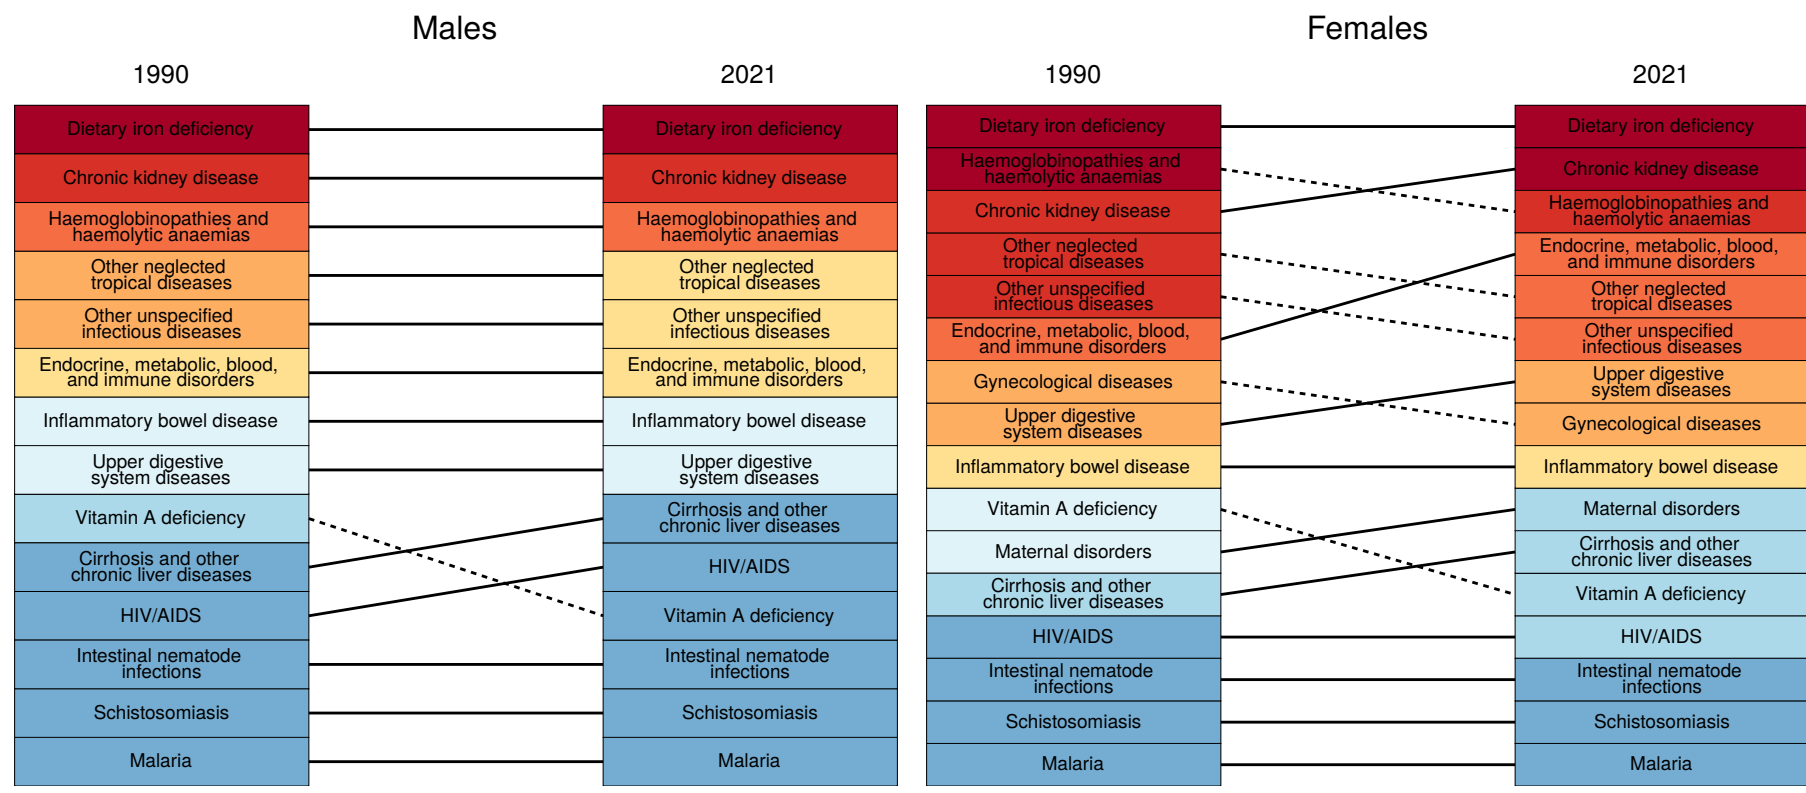 Males
1990
2021
Dietary iron deficiency
Chronic kidney disease
Haemoglobinopathies and
haemolytic anaemias
Other neglected
tropical diseases
Other unspecified
infectious diseases
Endocrine, metabolic, blood,
and immune disorders
Inflammatory bowel disease
Upper digestive
system diseases
Vitamin A deficiency
Cirrhosis and other
chronic liver diseases
HIV/AIDS
Intestinal nematode
infections
Schistosomiasis
Malaria
Dietary iron deficiency
Chronic kidney disease
Haemoglobinopathies and
haemolytic anaemias
Other neglected
tropical diseases
Other unspecified
infectious diseases
Endocrine, metabolic, blood,
and immune disorders
Inflammatory bowel disease
Upper digestive
system diseases
Cirrhosis and other
chronic liver diseases
HIV/AIDS
Vitamin A deficiency
Intestinal nematode
infections
Schistosomiasis
Malaria
Females
1990
2021
Dietary iron deficiency
Haemoglobinopathies and
haemolytic anaemias
Chronic kidney disease
Other neglected
tropical diseases
Other unspecified
infectious diseases
Endocrine, metabolic, blood,
and immune disorders
Gynecological diseases
Upper digestive
system diseases
Inflammatory bowel disease
Vitamin A deficiency
Maternal disorders
Cirrhosis and other
chronic liver diseases
HIV/AIDS
Intestinal nematode
infections
Schistosomiasis
Malaria
Dietary iron deficiency
Chronic kidney disease
Haemoglobinopathies and
haemolytic anaemias
Endocrine, metabolic, blood,
and immune disorders
Other neglected
tropical diseases
Other unspecified
infectious diseases
Upper digestive
system diseases
Gynecological diseases
Inflammatory bowel disease
Maternal disorders
Cirrhosis and other
chronic liver diseases
Vitamin A deficiency
HIV/AIDS
Intestinal nematode
infections
Schistosomiasis
Malaria